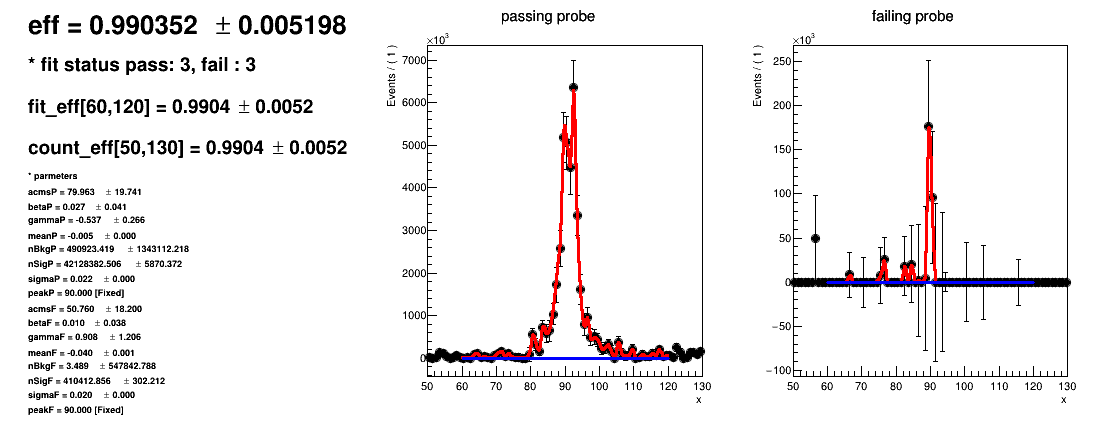 eff = 0.990352 ± 0.005198
* fit status pass: 3, fail : 3
fit_eff[60,120] = 0.9904 ± 0.0052
count_eff[50,130] = 0.9904 ± 0.0052
* parmeters
acmsP = 79.963 ± 19.741
betaP = 0.027 ± 0.041
gammaP = -0.537 ± 0.266
meanP = -0.005 ± 0.000
nBkgP = 490923.419 ± 1343112.218
nSigP = 42128382.506 ± 5870.372
sigmaP = 0.022 ± 0.000
peakP = 90.000 [Fixed]
acmsF = 50.760 ± 18.200
betaF = 0.010 ± 0.038
gammaF = 0.908 ± 1.206
meanF = -0.040 ± 0.001
nBkgF = 3.489 ± 547842.788
nSigF = 410412.856 ± 302.212
sigmaF = 0.020 ± 0.000
peakF = 90.000 [Fixed]
passing probe
×10³
Events / ( 1 )
7000
6000
5000
4000
3000
2000
1000
0
50 60 70 80 90 100 110 120 130
x
failing probe
×10³
Events / ( 1 )
250
200
150
100
50
0
−50
−100
50 60 70 80 90 100 110 120 130
x